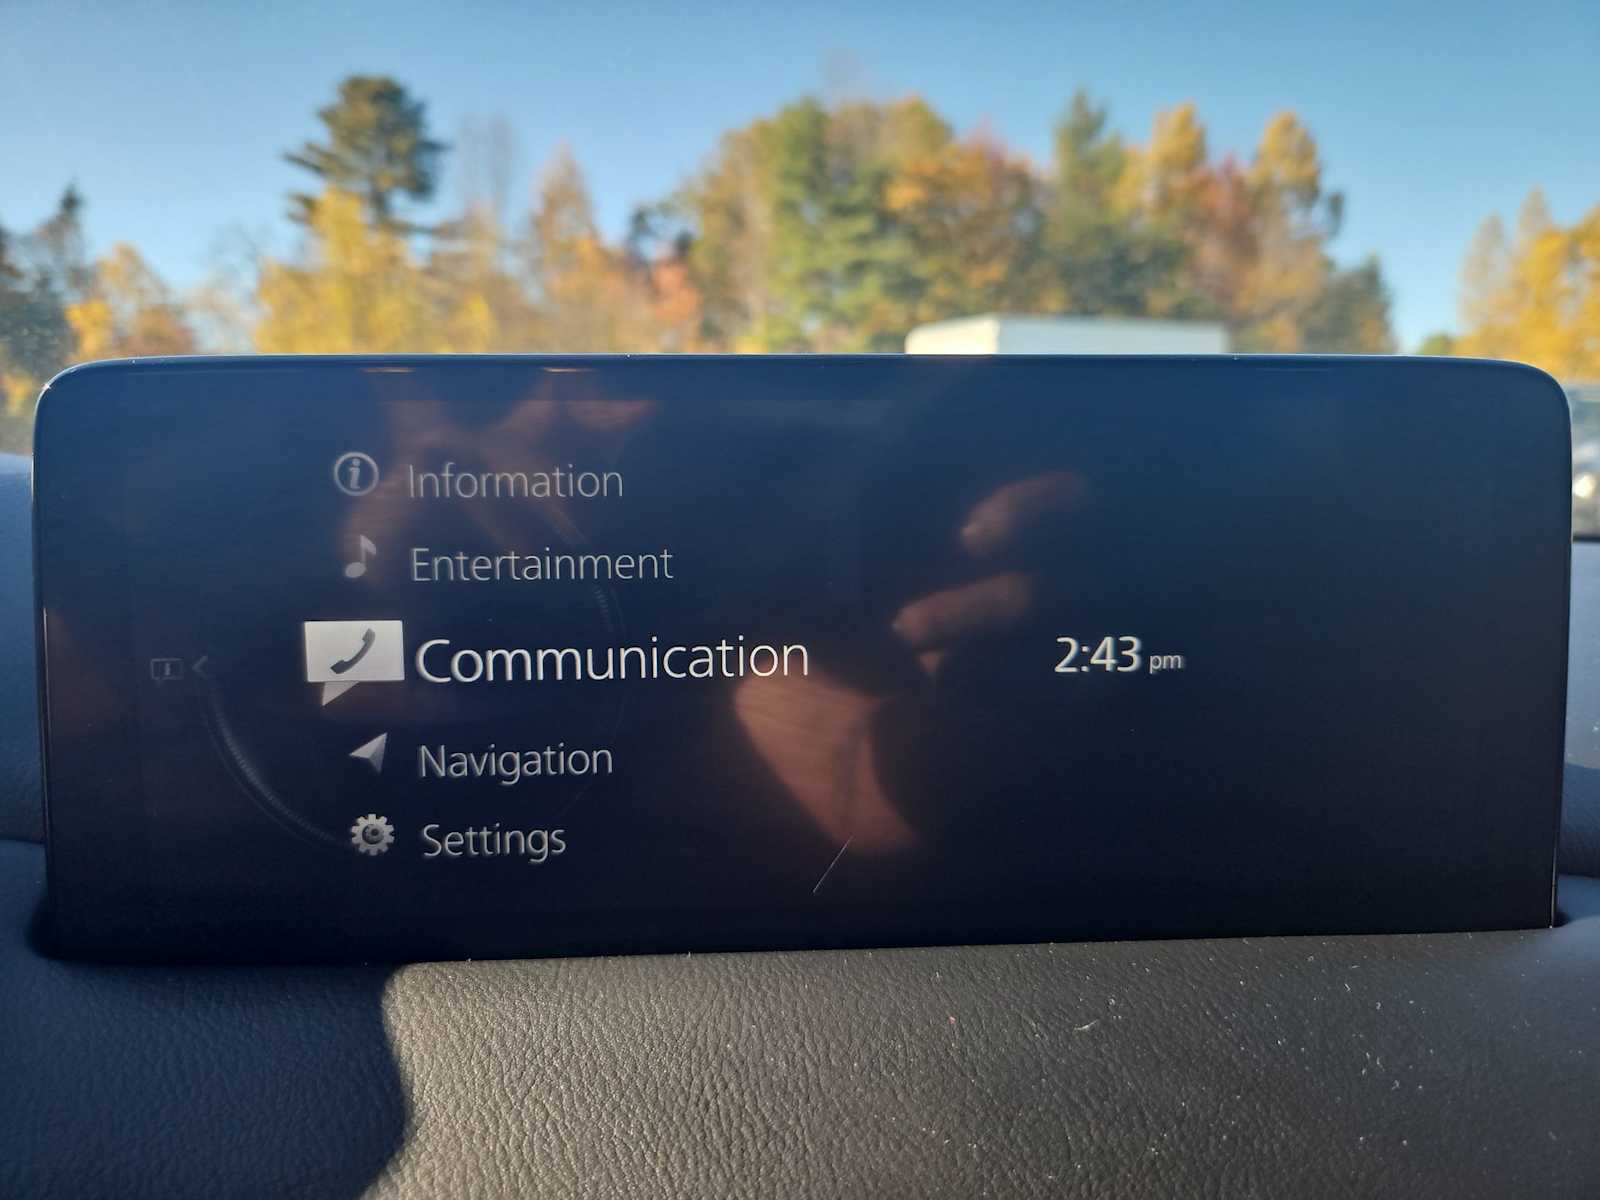 Information
Entertainment
Communication
2:43 pm
Navigation
Settings